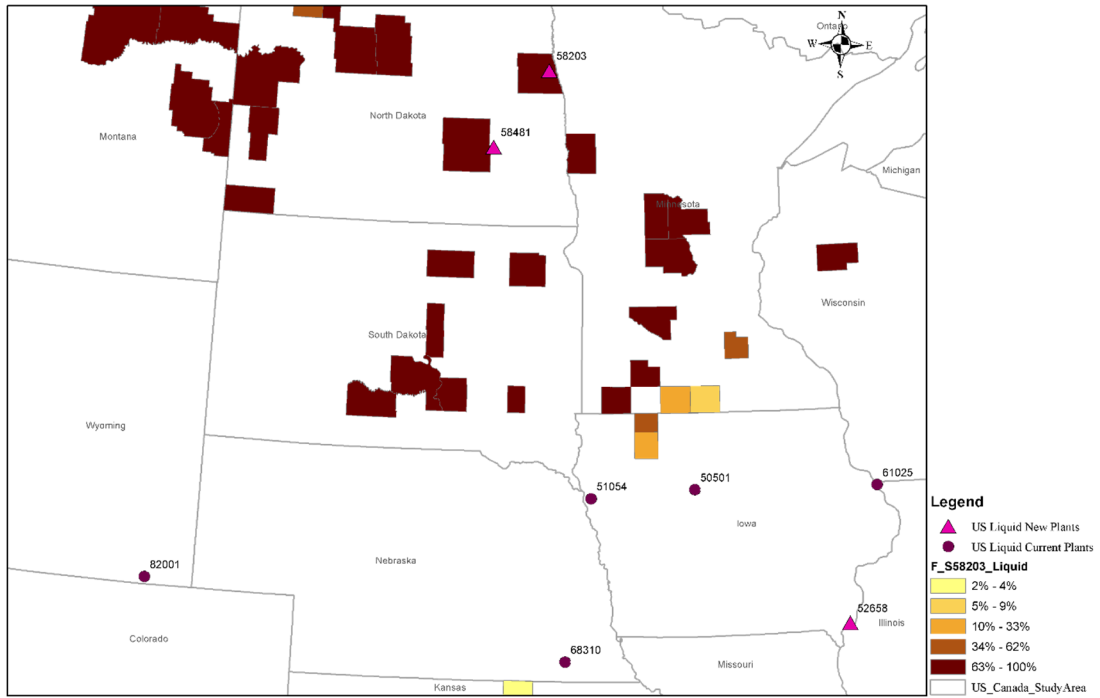 Ontario
N
W
E
S
58203
North Dakota
58481
Montana
Michigan
Minnesota
Wisconsin
South Dakota
Wyoming
61025
50501
51054
Iowa
Nebraska
82001
52658
Illinois
Colorado
68310
Missouri
Kansas
Legend
US Liquid New Plants
US Liquid Current Plants
F_S58203_Liquid
2% - 4%
5% - 9%
10% - 33%
34% - 62%
63% - 100%
US_Canada_StudyArea